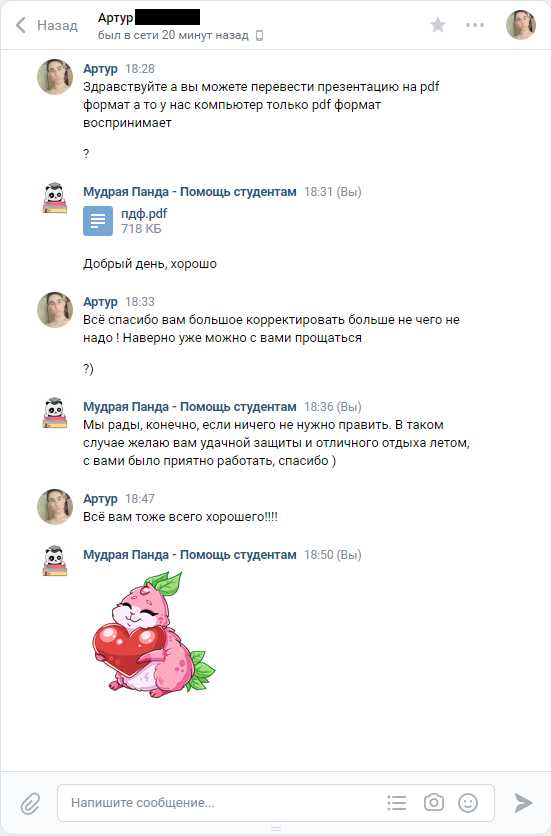 Назад
Артур
был в сети 20 минут назад
Артур 18:28
Здравствуйте а вы можете перевести презентацию на pdf
формат а то у нас компьютер только pdf формат
воспринимает
?
Мудрая Панда - Помощь студентам 18:31 (Вы)
пдф.pdf
718 КБ
Добрый день, хорошо
Артур 18:33
Всё спасибо вам большое корректировать больше не чего не
надо ! Наверно уже можно с вами прощаться
?)
Мудрая Панда - Помощь студентам 18:36 (Вы)
Мы рады, конечно, если ничего не нужно править. В таком
случае желаю вам удачной защиты и отличного отдыха летом,
с вами было приятно работать, спасибо )
Артур 18:47
Всё вам тоже всего хорошего!!!!
Мудрая Панда - Помощь студентам 18:50 (Вы)
Напишите сообщение...